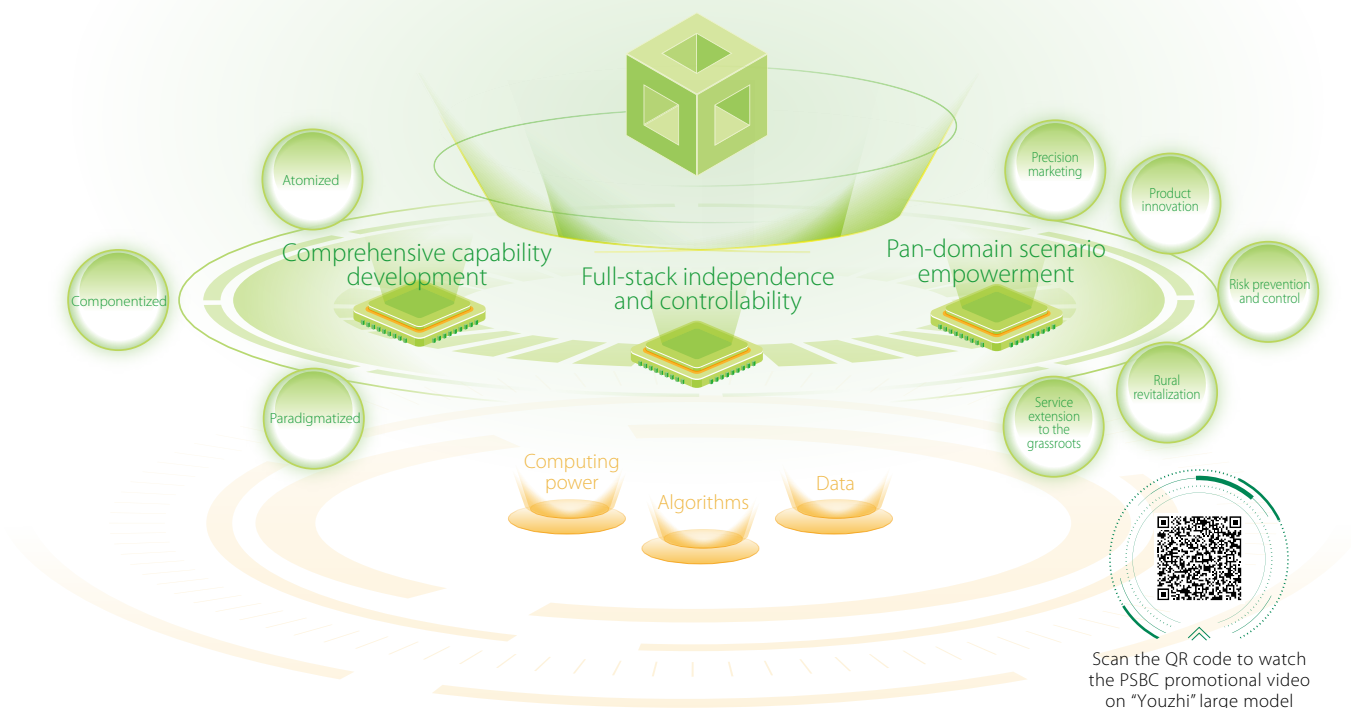 Atomized
Componentized
Paradigmatized
Comprehensive capability
development
Full-stack independence
and controllability
Pan-domain scenario
empowerment
Precision
marketing
Product
innovation
Risk prevention
and control
Rural
revitalization
Service
extension
to the
grassroots
Computing
power
Algorithms
Data
Scan the QR code to watch
the PSBC promotional video
on “Youzhi” large model